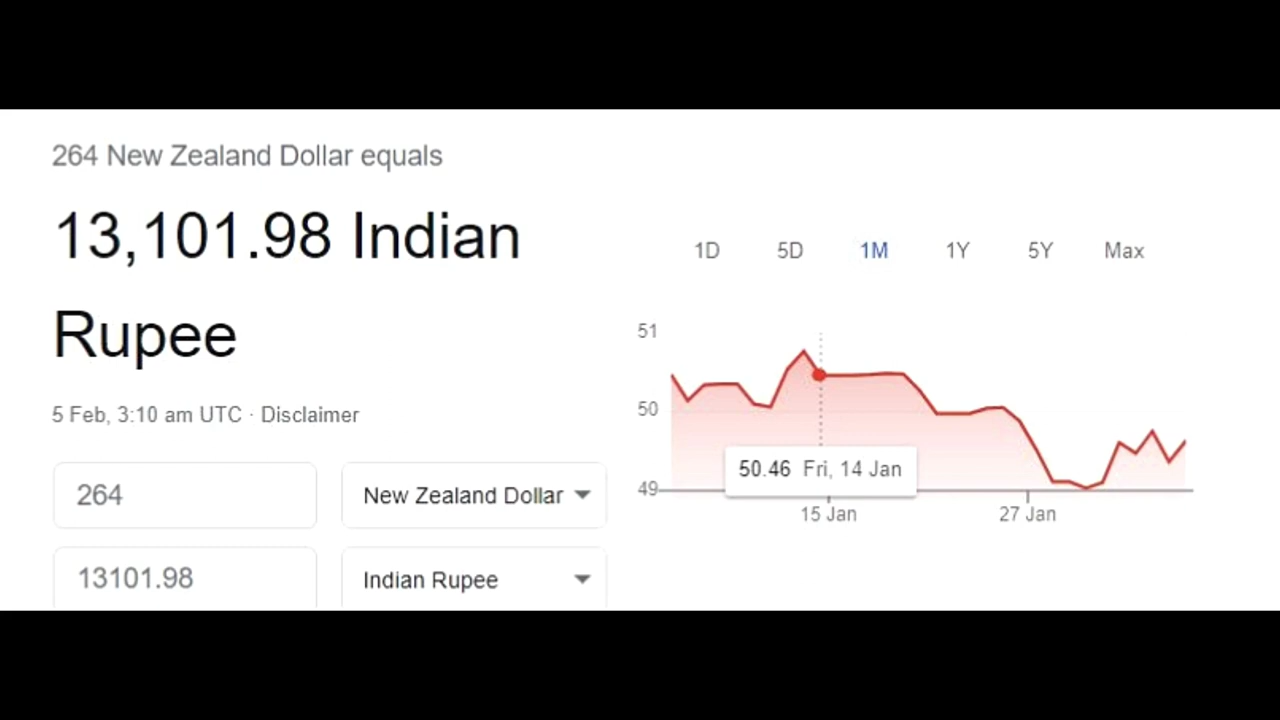 264 New Zealand Dollar equals
13,101.98 Indian
Rupee
5 Feb, 3:10 am UTC · Disclaimer
264
New Zealand Dollar
13101.98
Indian Rupee
1D 5D 1M 1Y 5Y Max
51
50
49
50.46 Fri, 14 Jan
15 Jan 27 Jan